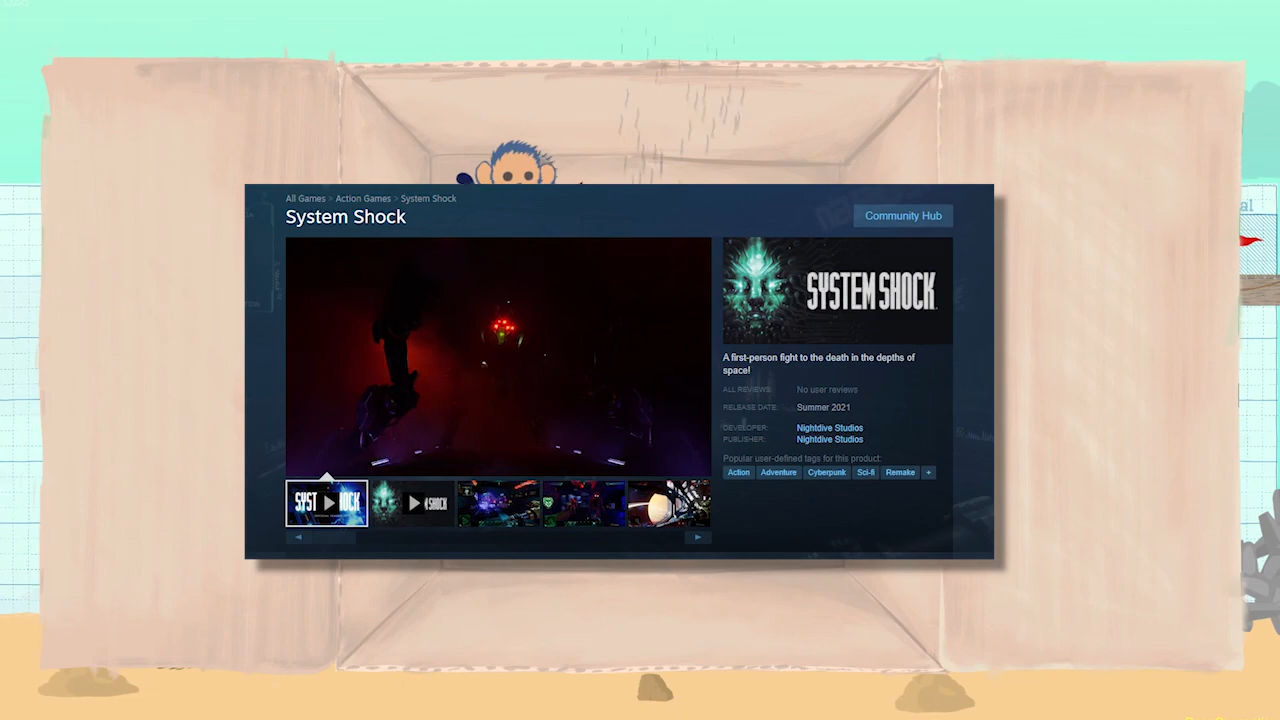 All Games > Action Games > System Shock
System Shock
Community Hub
SYSTEM SHOCK
A first-person fight to the death in the depths of
space!
ALL REVIEWS: No user reviews
RELEASE DATE: Summer 2021
DEVELOPER: Nightdive Studios
PUBLISHER: Nightdive Studios
Popular user-defined tags for this product:
Action Adventure Cyberpunk Sci-fi Remake +
al